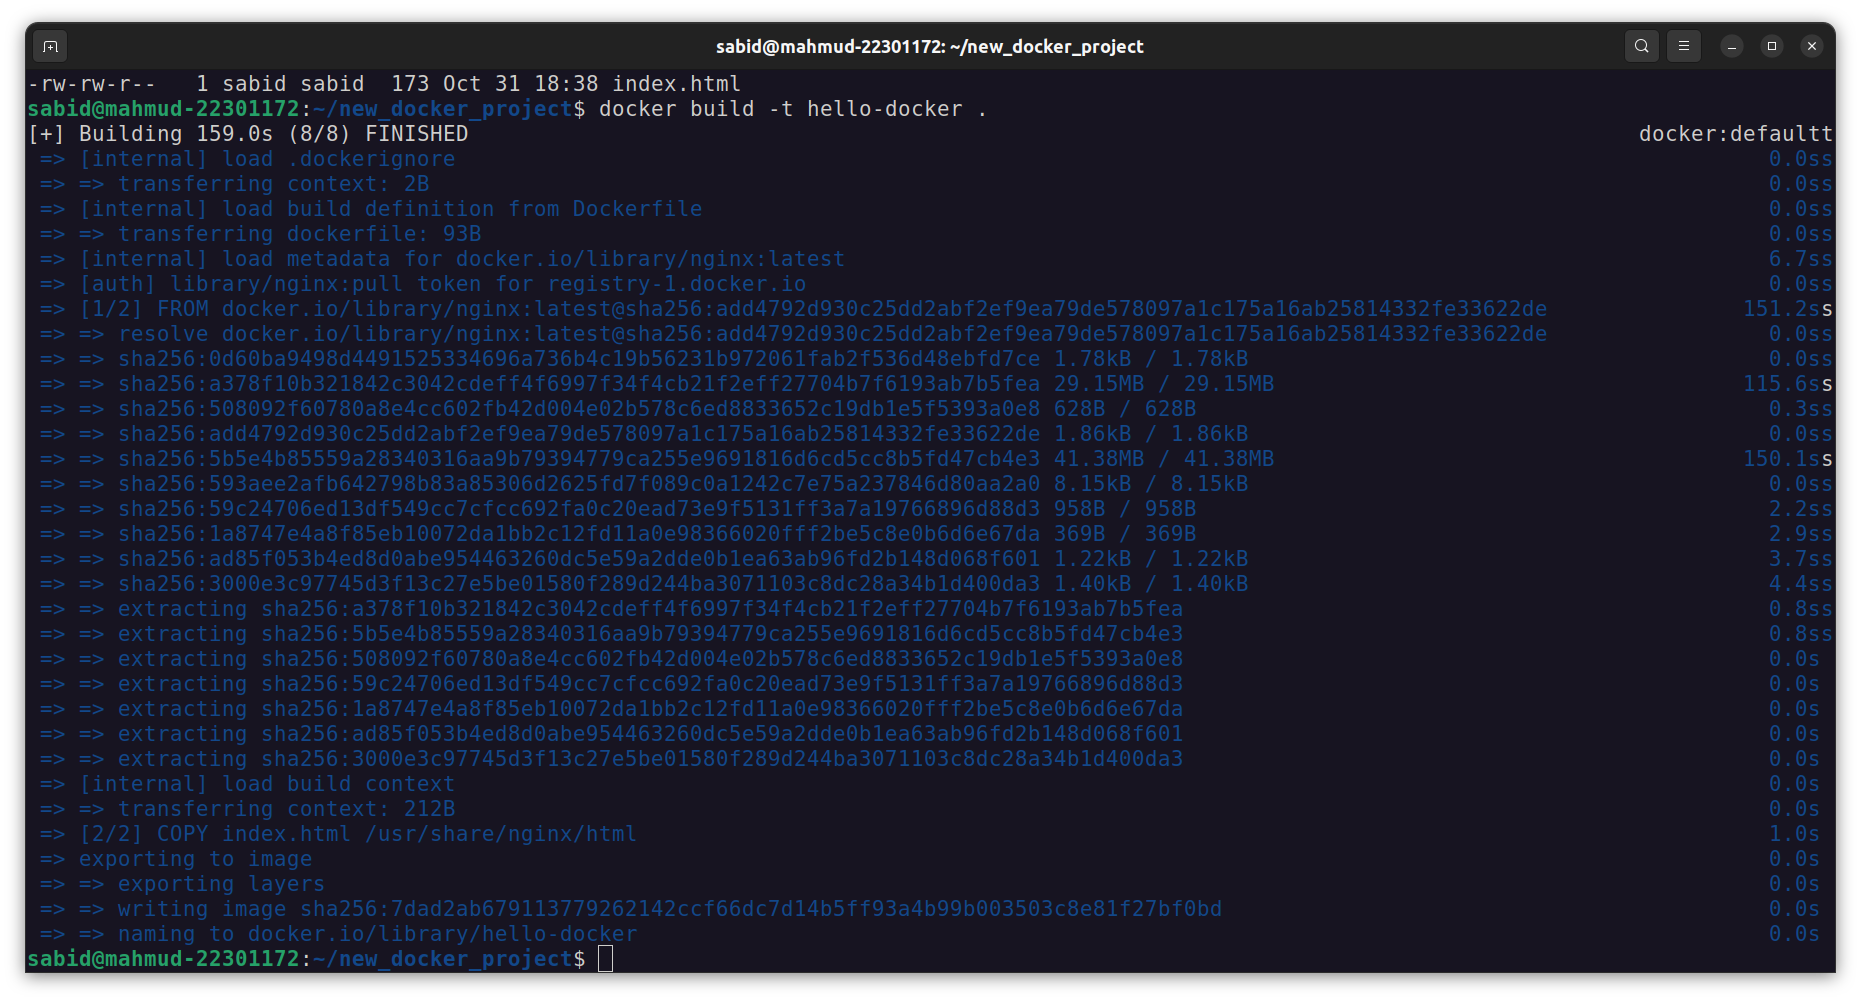 sabid@mahmud-22301172: ~/new_docker_project
-rw-rw-r--   1 sabid sabid  173 Oct 31 18:38 index.html
sabid@mahmud-22301172:~/new_docker_project$ docker build -t hello-docker .
[+] Building 159.0s (8/8) FINISHED docker:defaultt
=> [internal] load .dockerignore 0.0ss
=> => transferring context: 2B 0.0ss
=> [internal] load build definition from Dockerfile 0.0ss
=> => transferring dockerfile: 93B 0.0ss
=> [internal] load metadata for docker.io/library/nginx:latest 6.7ss
=> [auth] library/nginx:pull token for registry-1.docker.io 0.0ss
=> [1/2] FROM docker.io/library/nginx:latest@sha256:add4792d930c25dd2abf2ef9ea79de578097a1c175a16ab25814332fe33622de 151.2ss
=> => resolve docker.io/library/nginx:latest@sha256:add4792d930c25dd2abf2ef9ea79de578097a1c175a16ab25814332fe33622de 0.0ss
=> => sha256:0d60ba9498d4491525334696a736b4c19b56231b972061fab2f536d48ebfd7ce 1.78kB / 1.78kB 0.0ss
=> => sha256:a378f10b321842c3042cdeff4f6997f34f4cb21f2eff27704b7f6193ab7b5fea 29.15MB / 29.15MB 115.6ss
=> => sha256:508092f60780a8e4cc602fb42d004e02b578c6ed8833652c19db1e5f5393a0e8 628B / 628B 0.3ss
=> => sha256:add4792d930c25dd2abf2ef9ea79de578097a1c175a16ab25814332fe33622de 1.86kB / 1.86kB 0.0ss
=> => sha256:5b5e4b85559a28340316aa9b79394779ca255e9691816d6cd5cc8b5fd47cb4e3 41.38MB / 41.38MB 150.1ss
=> => sha256:593aee2afb642798b83a85306d2625fd7f089c0a1242c7e75a237846d80aa2a0 8.15kB / 8.15kB 0.0ss
=> => sha256:59c24706ed13df549cc7cfcc692fa0c20ead73e9f5131ff3a7a19766896d88d3 958B / 958B 2.2ss
=> => sha256:1a8747e4a8f85eb10072da1bb2c12fd11a0e98366020fff2be5c8e0b6d6e67da 369B / 369B 2.9ss
=> => sha256:ad85f053b4ed8d0abe954463260dc5e59a2dde0b1ea63ab96fd2b148d068f601 1.22kB / 1.22kB 3.7ss
=> => sha256:3000e3c97745d3f13c27e5be01580f289d244ba3071103c8dc28a34b1d400da3 1.40kB / 1.40kB 4.4ss
=> => extracting sha256:a378f10b321842c3042cdeff4f6997f34f4cb21f2eff27704b7f6193ab7b5fea 0.8ss
=> => extracting sha256:5b5e4b85559a28340316aa9b79394779ca255e9691816d6cd5cc8b5fd47cb4e3 0.8ss
=> => extracting sha256:508092f60780a8e4cc602fb42d004e02b578c6ed8833652c19db1e5f5393a0e8 0.0s
=> => extracting sha256:59c24706ed13df549cc7cfcc692fa0c20ead73e9f5131ff3a7a19766896d88d3 0.0s
=> => extracting sha256:1a8747e4a8f85eb10072da1bb2c12fd11a0e98366020fff2be5c8e0b6d6e67da 0.0s
=> => extracting sha256:ad85f053b4ed8d0abe954463260dc5e59a2dde0b1ea63ab96fd2b148d068f601 0.0s
=> => extracting sha256:3000e3c97745d3f13c27e5be01580f289d244ba3071103c8dc28a34b1d400da3 0.0s
=> [internal] load build context 0.0s
=> => transferring context: 212B 0.0s
=> [2/2] COPY index.html /usr/share/nginx/html 1.0s
=> exporting to image 0.0s
=> => exporting layers 0.0s
=> => writing image sha256:7dad2ab679113779262142ccf66dc7d14b5ff93a4b99b003503c8e81f27bf0bd 0.0s
=> => naming to docker.io/library/hello-docker 0.0s
sabid@mahmud-22301172:~/new_docker_project$